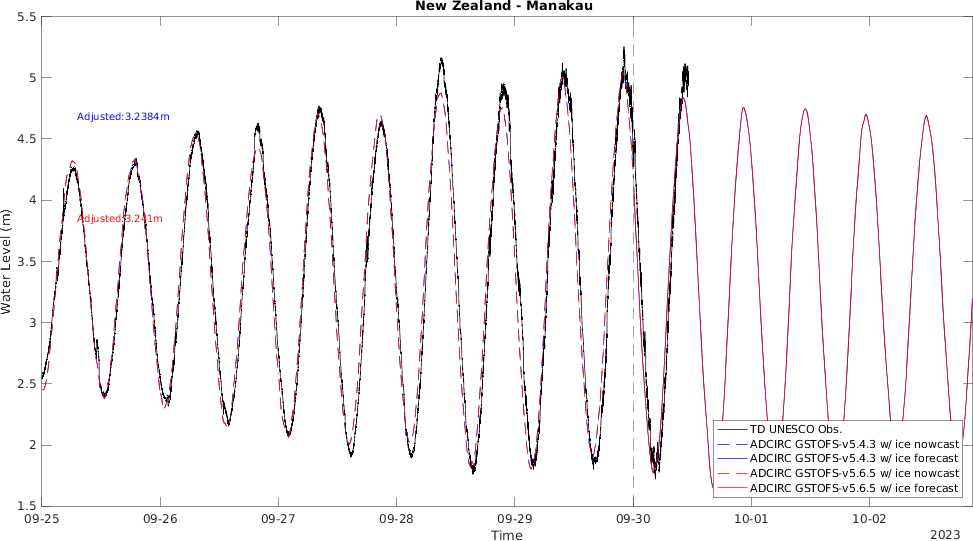 New Zealand - Manakau
5.5
5
4.5
4
3.5
3
2.5
2
1.5
Water Level (m)
Adjusted:3.2384m
Adjusted:3.241m
TD UNESCO Obs.
ADCIRC GSTOFS-v5.4.3 w/ ice nowcast
ADCIRC GSTOFS-v5.4.3 w/ ice forecast
ADCIRC GSTOFS-v5.6.5 w/ ice nowcast
ADCIRC GSTOFS-v5.6.5 w/ ice forecast
09-25 09-26 09-27 09-28 09-29 09-30 10-01 10-02
Time
2023